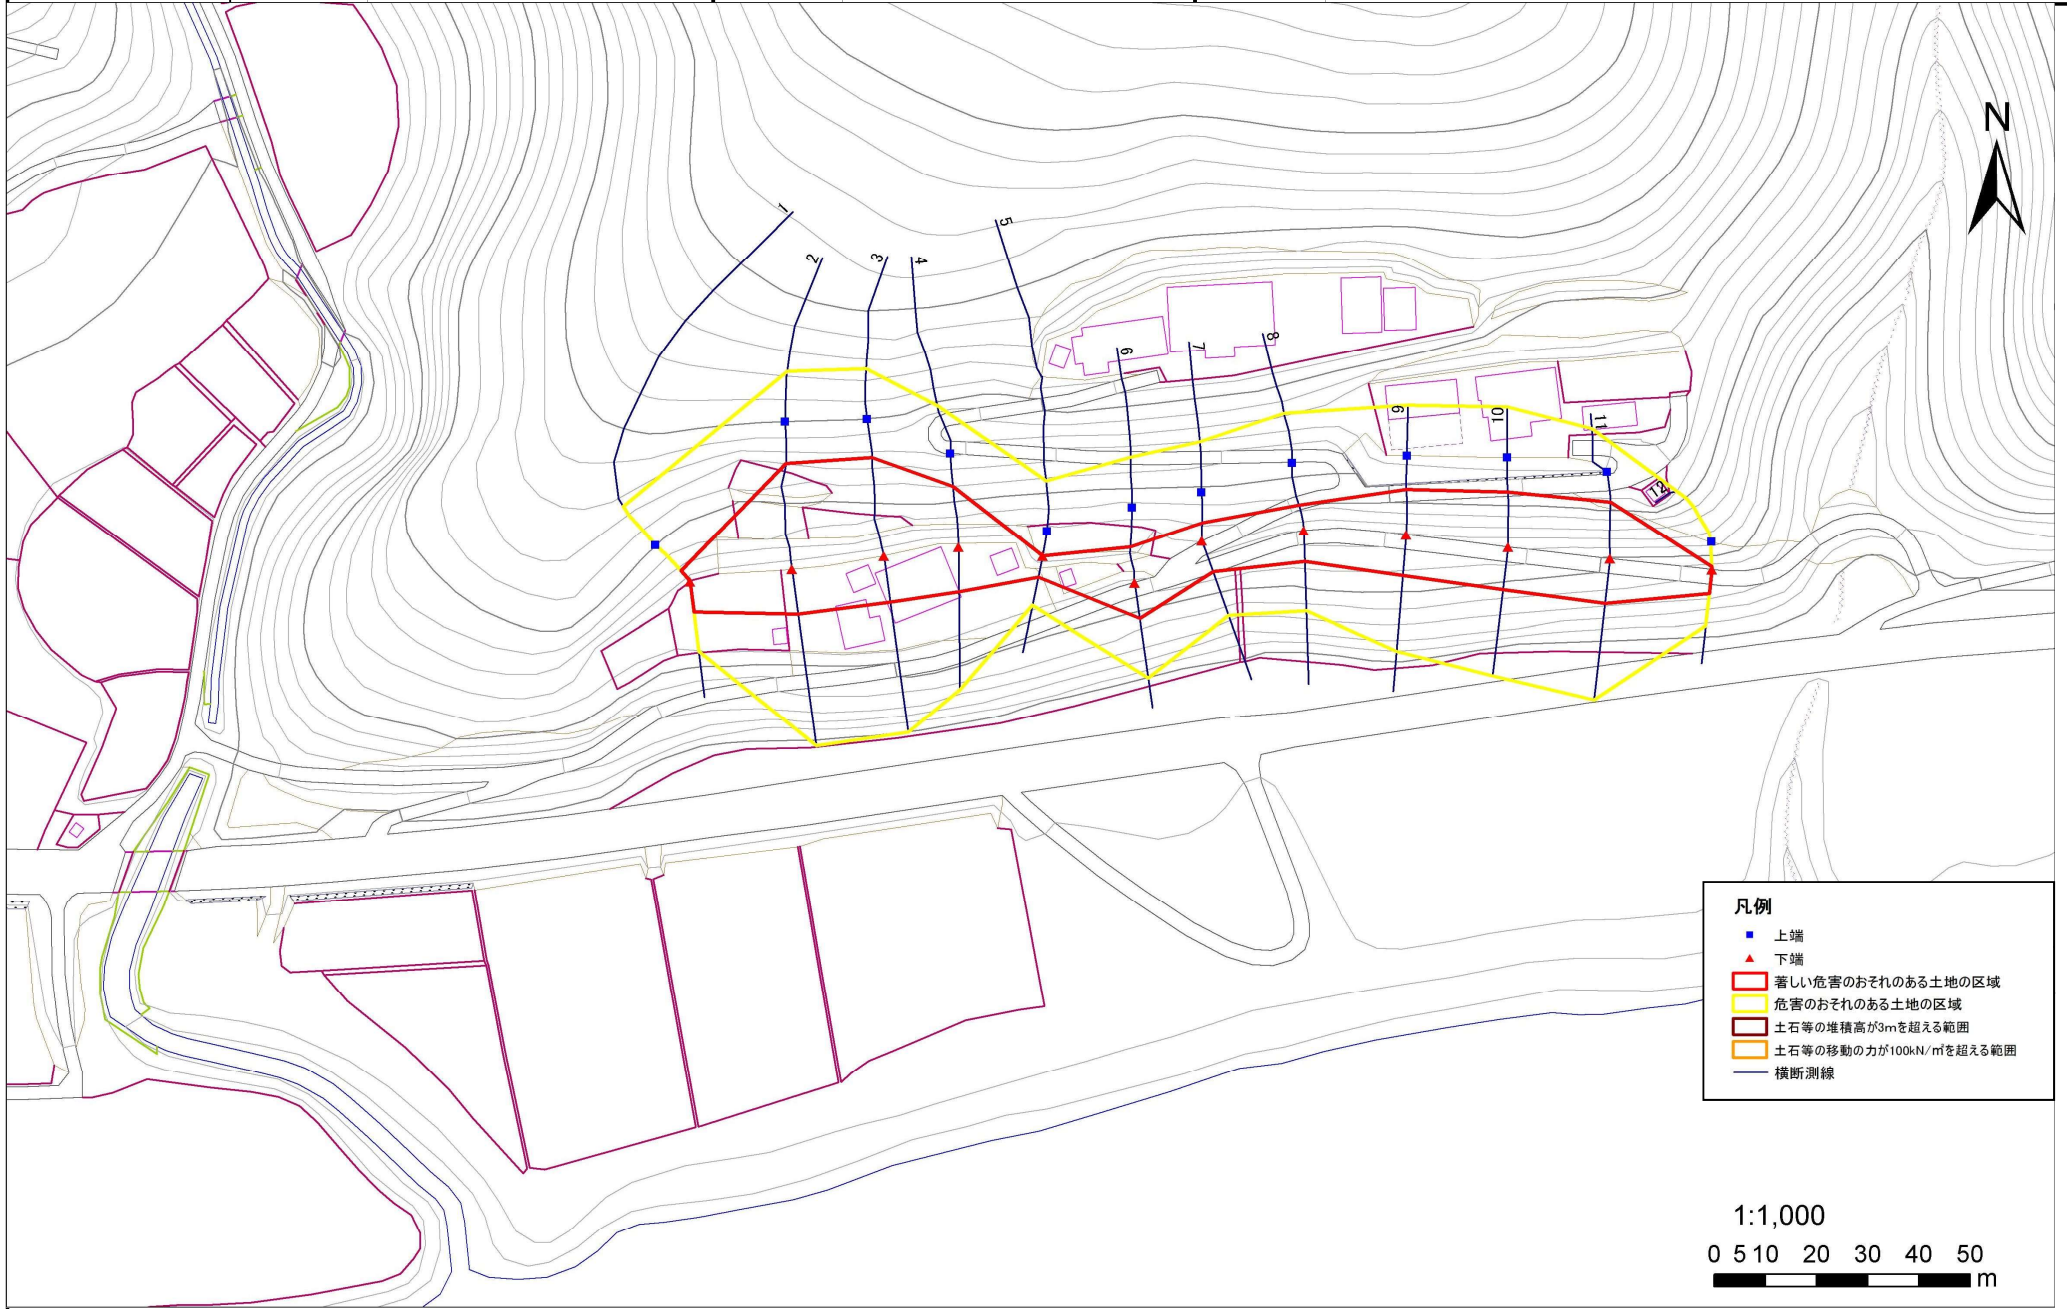 N
1
2
3
4
5
6
7
8
9
10
11
12
凡例
上端
下端
著しい危害のおそれのある土地の区域
危害のおそれのある土地の区域
土石等の堆積高が3mを超える範囲
土石等の移動の力が100kN/㎡を超える範囲
横断測線
1:1,000
0 5 10 20 30 40 50
m